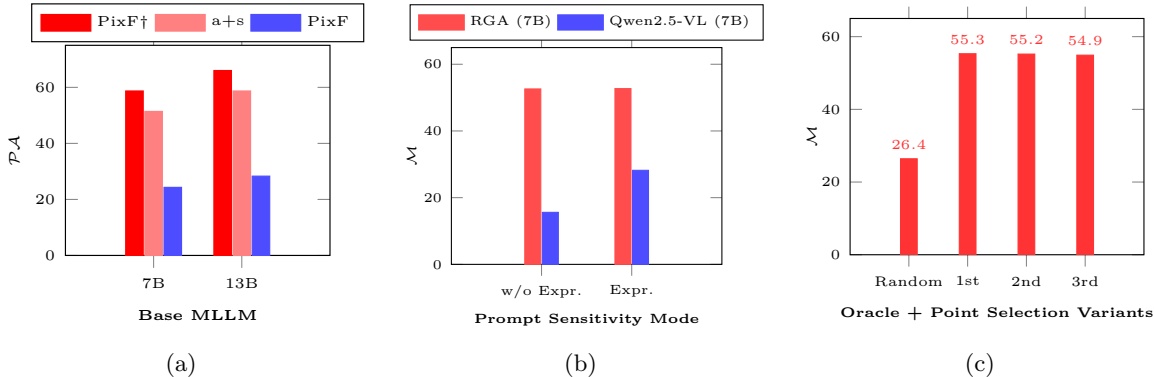 PixF† a+s PixF
60
40
20
0
𝒫𝒜
7B 13B
Base MLLM
(a)
RGA (7B) Qwen2.5-VL (7B)
60
40
20
0
ℳ
w/o Expr. Expr.
Prompt Sensitivity Mode
(b)
60
40
20
0
ℳ
26.4 55.3 55.2 54.9
Random 1st 2nd 3rd
Oracle + Point Selection Variants
(c)